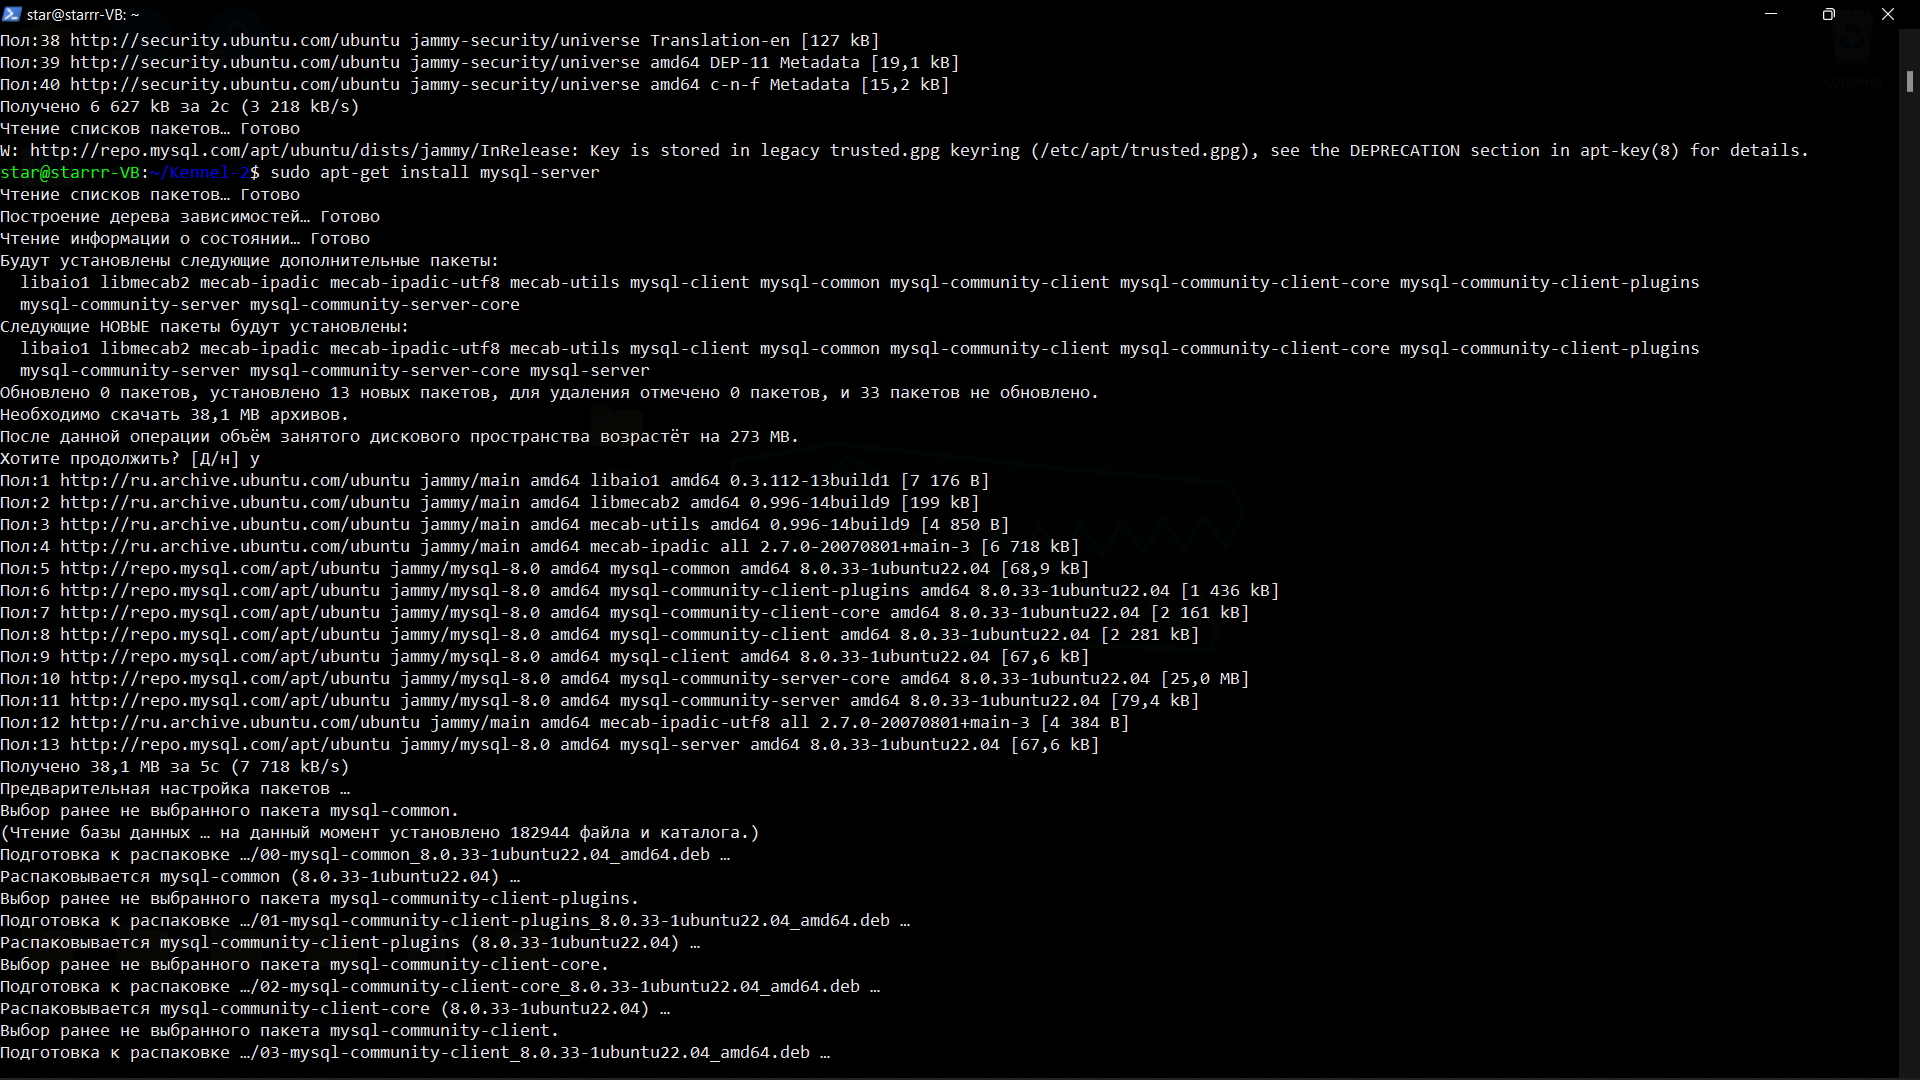 star@starrr-VB: ~
Пол:38 http://security.ubuntu.com/ubuntu jammy-security/universe Translation-en [127 kB]
Пол:39 http://security.ubuntu.com/ubuntu jammy-security/universe amd64 DEP-11 Metadata [19,1 kB]
Пол:40 http://security.ubuntu.com/ubuntu jammy-security/universe amd64 c-n-f Metadata [15,2 kB]
Получено 6 627 kB за 2с (3 218 kB/s)
Чтение списков пакетов… Готово
W: http://repo.mysql.com/apt/ubuntu/dists/jammy/InRelease: Key is stored in legacy trusted.gpg keyring (/etc/apt/trusted.gpg), see the DEPRECATION section in apt-key(8) for details.
star@starrr-VB:~/Kennel-2$ sudo apt-get install mysql-server
Чтение списков пакетов… Готово
Построение дерева зависимостей… Готово
Чтение информации о состоянии… Готово
Будут установлены следующие дополнительные пакеты:
  libaio1 libmecab2 mecab-ipadic mecab-ipadic-utf8 mecab-utils mysql-client mysql-common mysql-community-client mysql-community-client-core mysql-community-client-plugins
  mysql-community-server mysql-community-server-core
Следующие НОВЫЕ пакеты будут установлены:
  libaio1 libmecab2 mecab-ipadic mecab-ipadic-utf8 mecab-utils mysql-client mysql-common mysql-community-client mysql-community-client-core mysql-community-client-plugins
  mysql-community-server mysql-community-server-core mysql-server
Обновлено 0 пакетов, установлено 13 новых пакетов, для удаления отмечено 0 пакетов, и 33 пакетов не обновлено.
Необходимо скачать 38,1 MB архивов.
После данной операции объём занятого дискового пространства возрастёт на 273 MB.
Хотите продолжить? [Д/н] y
Пол:1 http://ru.archive.ubuntu.com/ubuntu jammy/main amd64 libaio1 amd64 0.3.112-13build1 [7 176 B]
Пол:2 http://ru.archive.ubuntu.com/ubuntu jammy/main amd64 libmecab2 amd64 0.996-14build9 [199 kB]
Пол:3 http://ru.archive.ubuntu.com/ubuntu jammy/main amd64 mecab-utils amd64 0.996-14build9 [4 850 B]
Пол:4 http://ru.archive.ubuntu.com/ubuntu jammy/main amd64 mecab-ipadic all 2.7.0-20070801+main-3 [6 718 kB]
Пол:5 http://repo.mysql.com/apt/ubuntu jammy/mysql-8.0 amd64 mysql-common amd64 8.0.33-1ubuntu22.04 [68,9 kB]
Пол:6 http://repo.mysql.com/apt/ubuntu jammy/mysql-8.0 amd64 mysql-community-client-plugins amd64 8.0.33-1ubuntu22.04 [1 436 kB]
Пол:7 http://repo.mysql.com/apt/ubuntu jammy/mysql-8.0 amd64 mysql-community-client-core amd64 8.0.33-1ubuntu22.04 [2 161 kB]
Пол:8 http://repo.mysql.com/apt/ubuntu jammy/mysql-8.0 amd64 mysql-community-client amd64 8.0.33-1ubuntu22.04 [2 281 kB]
Пол:9 http://repo.mysql.com/apt/ubuntu jammy/mysql-8.0 amd64 mysql-client amd64 8.0.33-1ubuntu22.04 [67,6 kB]
Пол:10 http://repo.mysql.com/apt/ubuntu jammy/mysql-8.0 amd64 mysql-community-server-core amd64 8.0.33-1ubuntu22.04 [25,0 MB]
Пол:11 http://repo.mysql.com/apt/ubuntu jammy/mysql-8.0 amd64 mysql-community-server amd64 8.0.33-1ubuntu22.04 [79,4 kB]
Пол:12 http://ru.archive.ubuntu.com/ubuntu jammy/main amd64 mecab-ipadic-utf8 all 2.7.0-20070801+main-3 [4 384 B]
Пол:13 http://repo.mysql.com/apt/ubuntu jammy/mysql-8.0 amd64 mysql-server amd64 8.0.33-1ubuntu22.04 [67,6 kB]
Получено 38,1 MB за 5с (7 718 kB/s)
Предварительная настройка пакетов …
Выбор ранее не выбранного пакета mysql-common.
(Чтение базы данных … на данный момент установлено 182944 файла и каталога.)
Подготовка к распаковке …/00-mysql-common_8.0.33-1ubuntu22.04_amd64.deb …
Распаковывается mysql-common (8.0.33-1ubuntu22.04) …
Выбор ранее не выбранного пакета mysql-community-client-plugins.
Подготовка к распаковке …/01-mysql-community-client-plugins_8.0.33-1ubuntu22.04_amd64.deb …
Распаковывается mysql-community-client-plugins (8.0.33-1ubuntu22.04) …
Выбор ранее не выбранного пакета mysql-community-client-core.
Подготовка к распаковке …/02-mysql-community-client-core_8.0.33-1ubuntu22.04_amd64.deb …
Распаковывается mysql-community-client-core (8.0.33-1ubuntu22.04) …
Выбор ранее не выбранного пакета mysql-community-client.
Подготовка к распаковке …/03-mysql-community-client_8.0.33-1ubuntu22.04_amd64.deb …